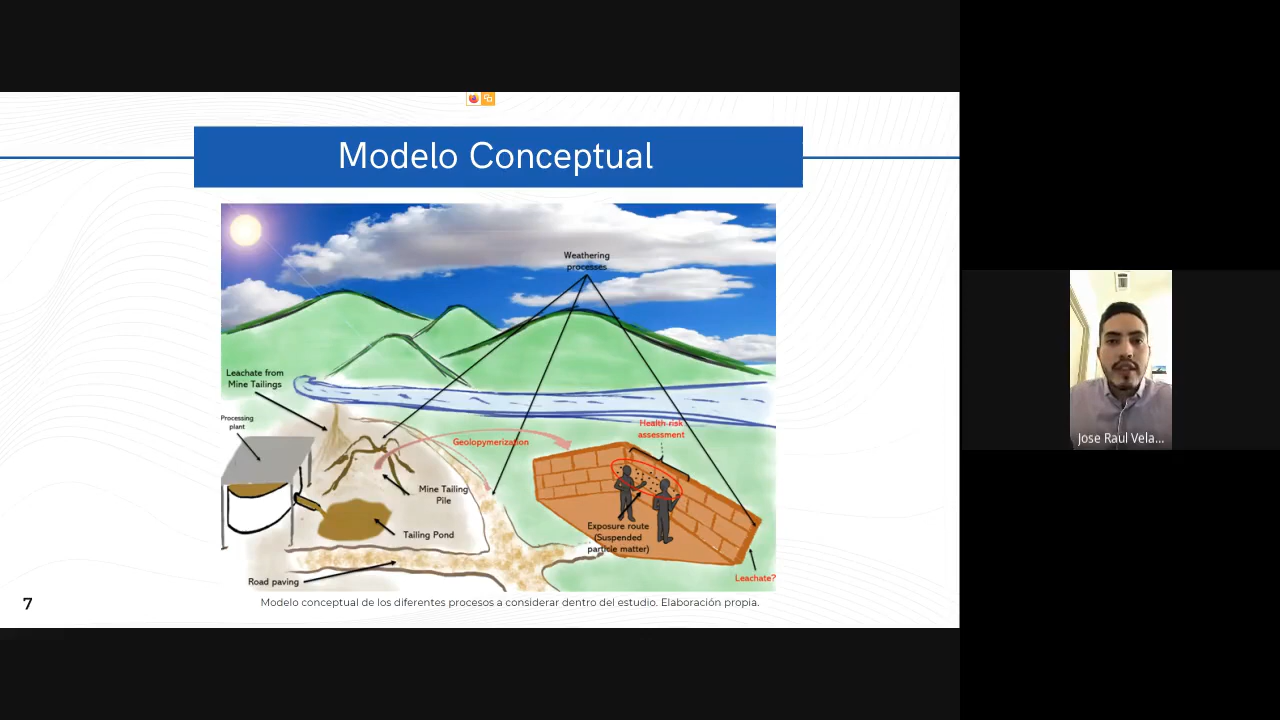 Modelo Conceptual
Weathering
processes
Leachate from
Mine Tailings
Processing
plant
Health risk
assessment
Geolopymerization
Mine Tailing
Pile
Exposure route
(Suspended
particle matter)
Tailing Pond
Road paving
Leachate?
Modelo conceptual de los diferentes procesos a considerar dentro del estudio. Elaboración propia.
7
Jose Raul Vela...